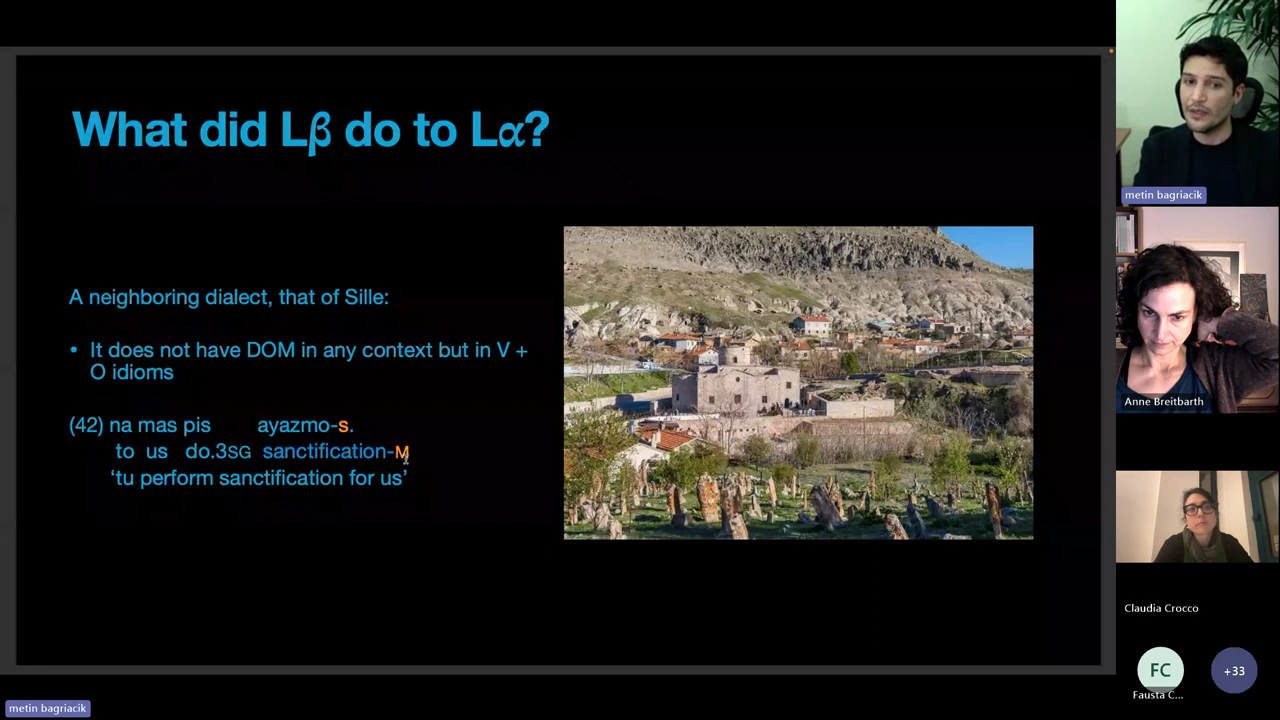 What did Lβ do to Lα?
A neighboring dialect, that of Sille:
• It does not have DOM in any context but in V +
O idioms
(42) na mas pis ayazmo-s.
to us do.3SG sanctification-M
‘tu perform sanctification for us’
metin bagriacik
Anne Breitbarth
Claudia Crocco
FC
Fausta C...
+33
metin bagriacik